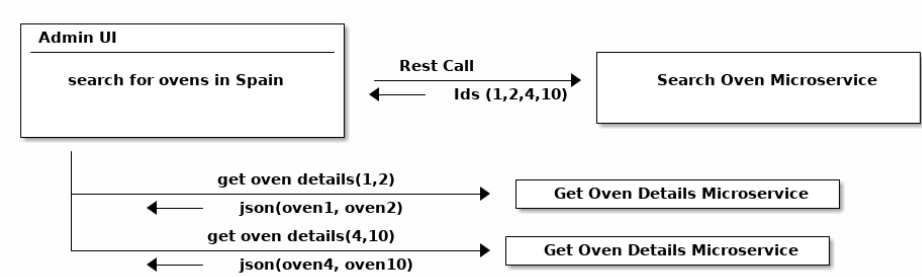 Admin UI
search for ovens in Spain
Rest Call
Ids (1,2,4,10)
Search Oven Microservice
get oven details(1,2)
json(oven1, oven2)
Get Oven Details Microservice
get oven details(4,10)
json(oven4, oven10)
Get Oven Details Microservice